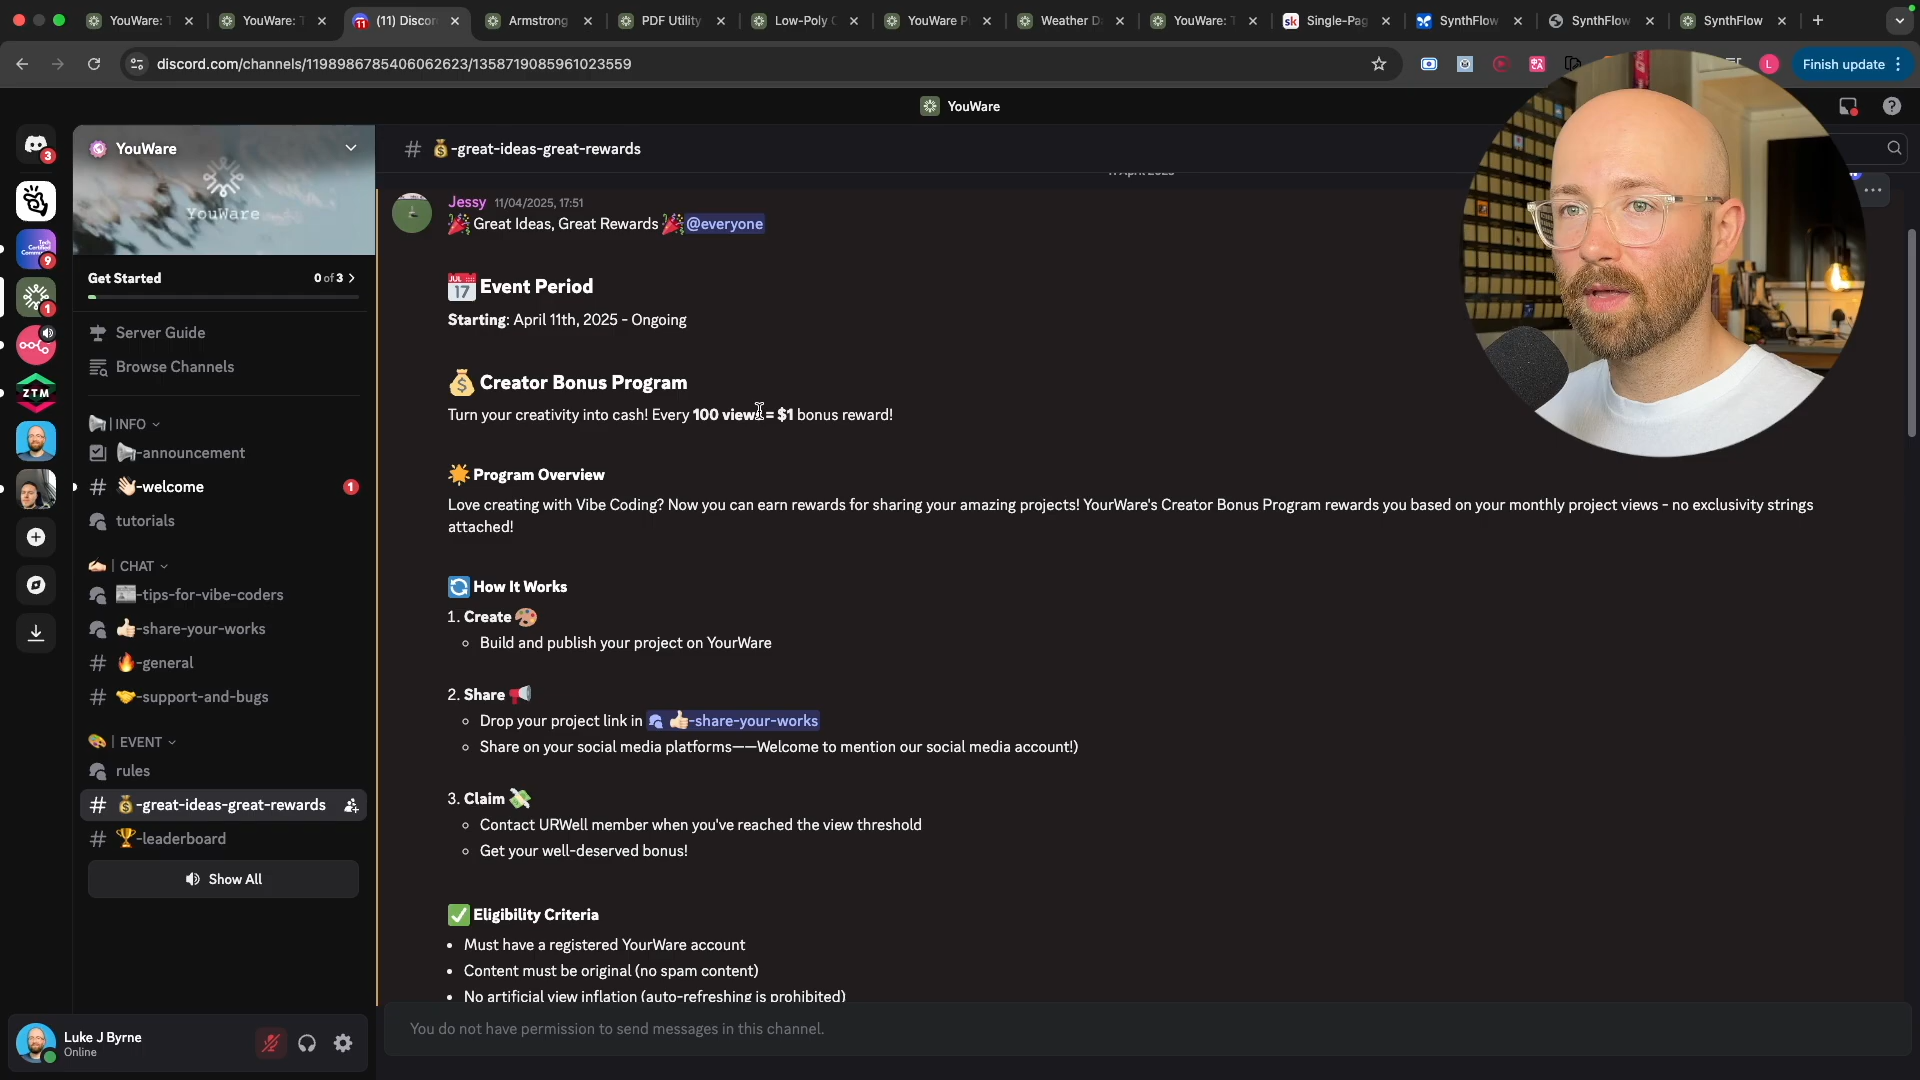 YouWare: T
YouWare: T
(11) Discor
Armstrong
PDF Utility
Low-Poly C
YouWare P
Weather D
YouWare: T
Single-Pag
SynthFlow
SynthFlow
SynthFlow
discord.com/channels/1198986785406062623/1358719085961023559
L
Finish update
YouWare
3
9
1
ZTM
YouWare
YouWare
Get Started
0 of 3
Server Guide
Browse Channels
INFO
-announcement
-welcome
1
tutorials
CHAT
-tips-for-vibe-coders
-share-your-works
-general
-support-and-bugs
EVENT
rules
-great-ideas-great-rewards
-leaderboard
Show All
Luke J Byrne
Online
-great-ideas-great-rewards
Jessy 11/04/2025, 17:51
Great Ideas, Great Rewards @everyone
JUL 17 Event Period
Starting: April 11th, 2025 - Ongoing
Creator Bonus Program
Turn your creativity into cash! Every 100 views = $1 bonus reward!
Program Overview
Love creating with Vibe Coding? Now you can earn rewards for sharing your amazing projects! YourWare's Creator Bonus Program rewards you based on your monthly project views - no exclusivity strings
attached!
How It Works
1. Create
Build and publish your project on YourWare
2. Share
Drop your project link in -share-your-works
Share on your social media platforms——Welcome to mention our social media account!)
3. Claim
Contact URWell member when you've reached the view threshold
Get your well-deserved bonus!
Eligibility Criteria
• Must have a registered YourWare account
• Content must be original (no spam content)
• No artificial view inflation (auto-refreshing is prohibited)
You do not have permission to send messages in this channel.